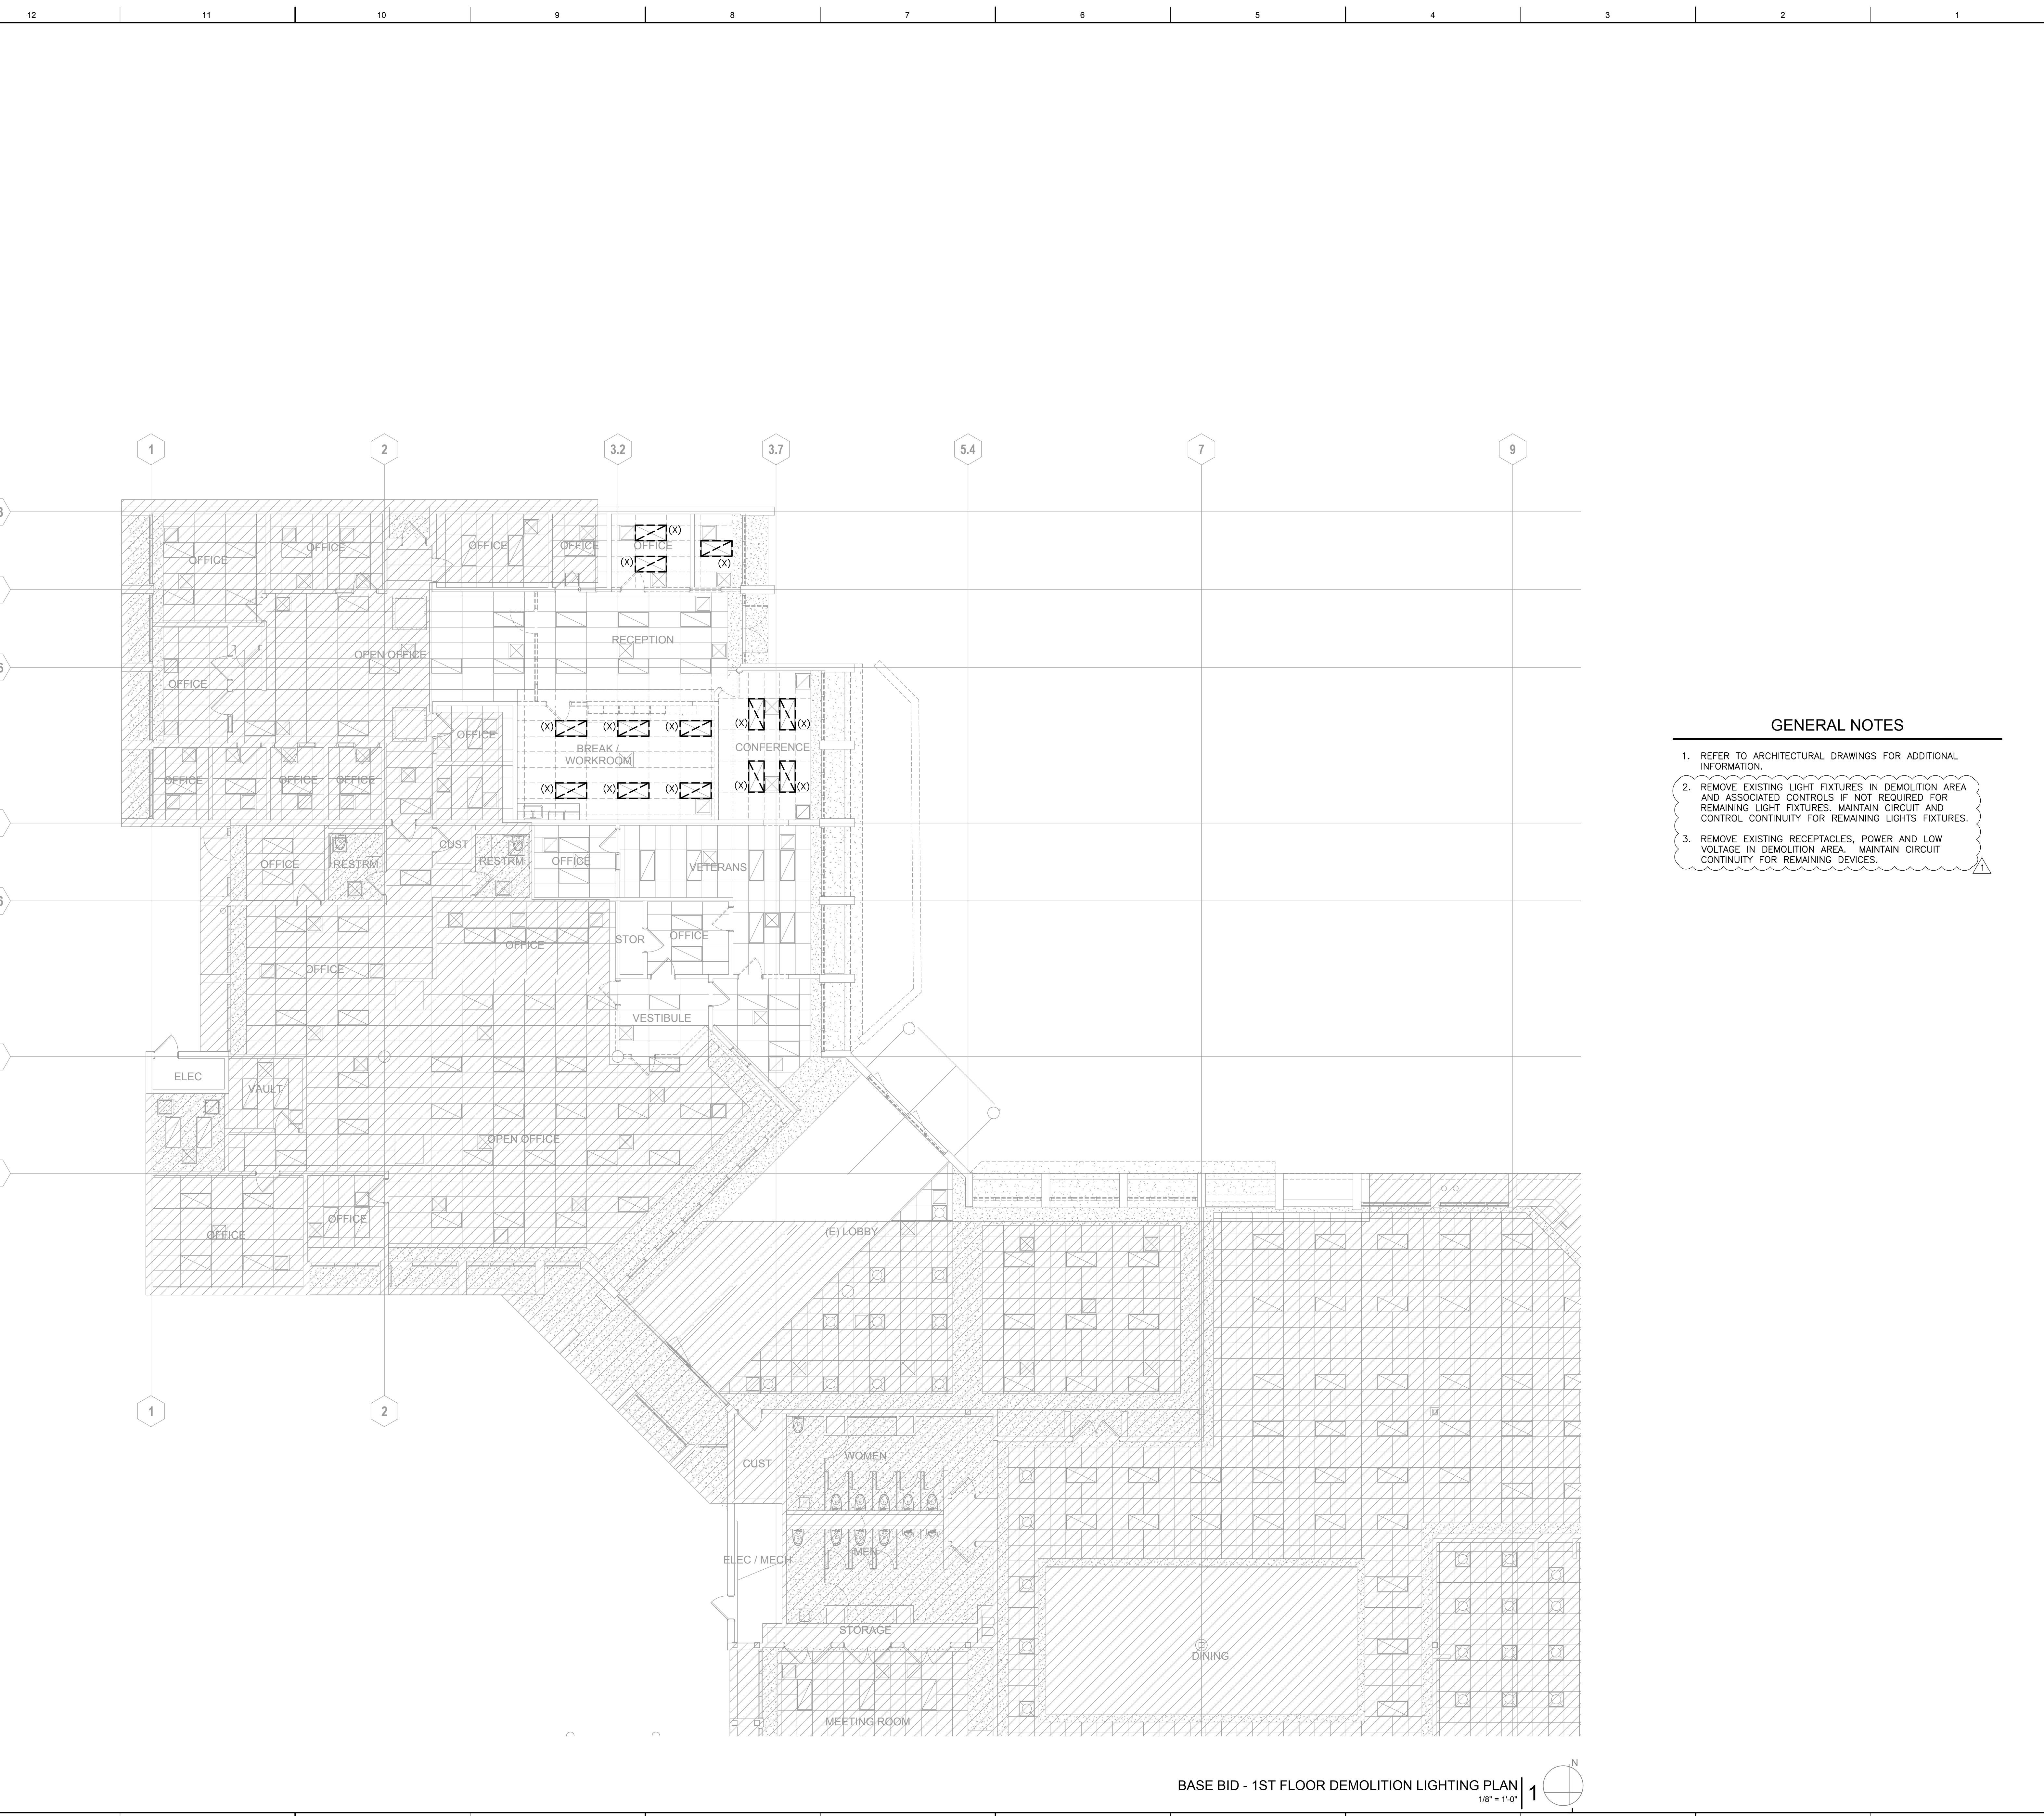 12 11 10 9 8 7 6 5 4 3 2 1
1 2 3.2 3.7 5.4 7 9
OFFICE OFFICE OFFICE OFFICE OFFICE
(X)
(X) (X)
RECEPTION
OPEN OFFICE
OFFICE
(X) (X) (X) (X) (X)
OFFICE
BREAK /
WORKROOM
CONFERENCE
OFFICE OFFICE OFFICE
(X) (X) (X) (X) (X)
CUST
OFFICE RESTRM RESTRM OFFICE VETERANS
OFFICE STOR OFFICE
OFFICE
VESTIBULE
ELEC
VAULT
OPEN OFFICE
OFFICE OFFICE
(E) LOBBY
1 2
WOMEN
CUST
MEN
ELEC / MECH
STORAGE
DINING
MEETING ROOM
GENERAL NOTES
1. REFER TO ARCHITECTURAL DRAWINGS FOR ADDITIONAL
INFORMATION.
2. REMOVE EXISTING LIGHT FIXTURES IN DEMOLITION AREA
AND ASSOCIATED CONTROLS IF NOT REQUIRED FOR
REMAINING LIGHT FIXTURES. MAINTAIN CIRCUIT AND
CONTROL CONTINUITY FOR REMAINING LIGHTS FIXTURES.
3. REMOVE EXISTING RECEPTACLES, POWER AND LOW
VOLTAGE IN DEMOLITION AREA. MAINTAIN CIRCUIT
CONTINUITY FOR REMAINING DEVICES.
1
N
BASE BID - 1ST FLOOR DEMOLITION LIGHTING PLAN 1
1/8" = 1'-0"